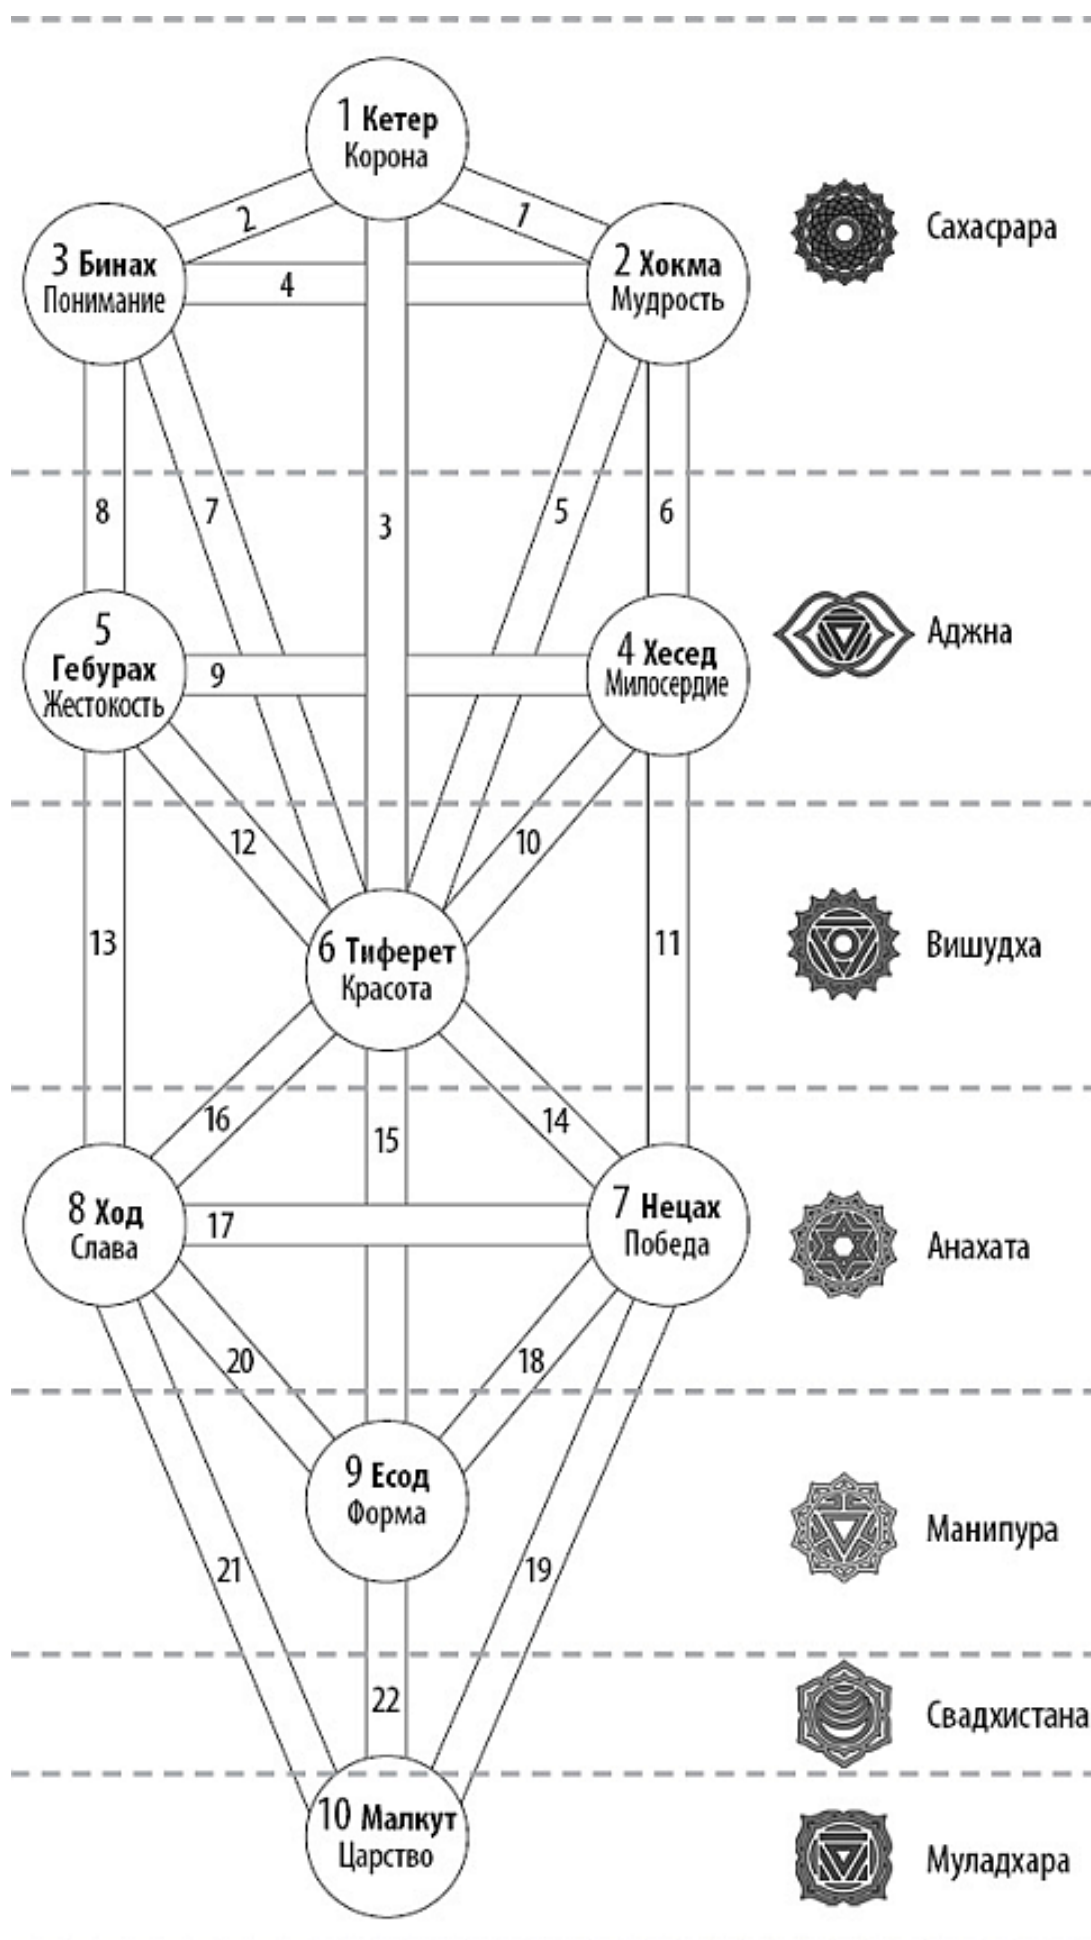 1 Кетер
Корона
2
1
Сахасрара
3 Бинах
Понимание
2 Хокма
Мудрость
4
8
7
3
5
6
5
Гебурах
Жестокость
9
4 Хесед
Милосердие
Аджна
12
10
13
6 Тиферет
Красота
11
Вишудха
16
15
14
8 Ход
Слава
17
7 Нецах
Победа
Анахата
20
18
9 Есод
Форма
Манипура
21
19
22
Свадхистана
10 Малкут
Царство
Муладхара